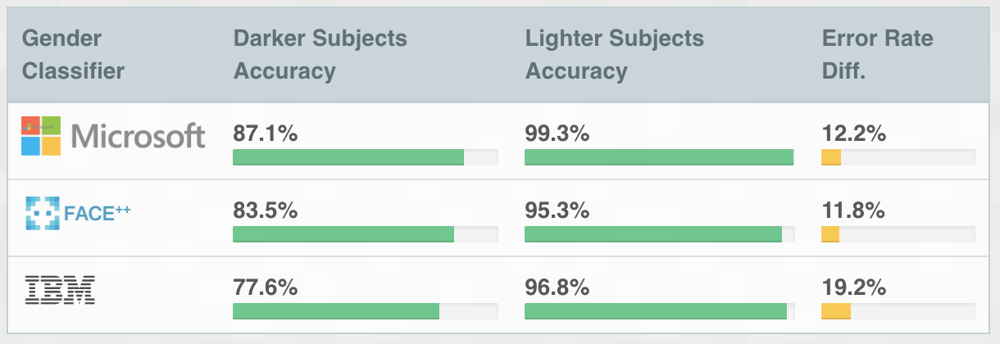 Gender Classifier
Darker Subjects Accuracy
Lighter Subjects Accuracy
Error Rate Diff.
Microsoft 87.1% 99.3% 12.2%
FACE++ 83.5% 95.3% 11.8%
IBM 77.6% 96.8% 19.2%